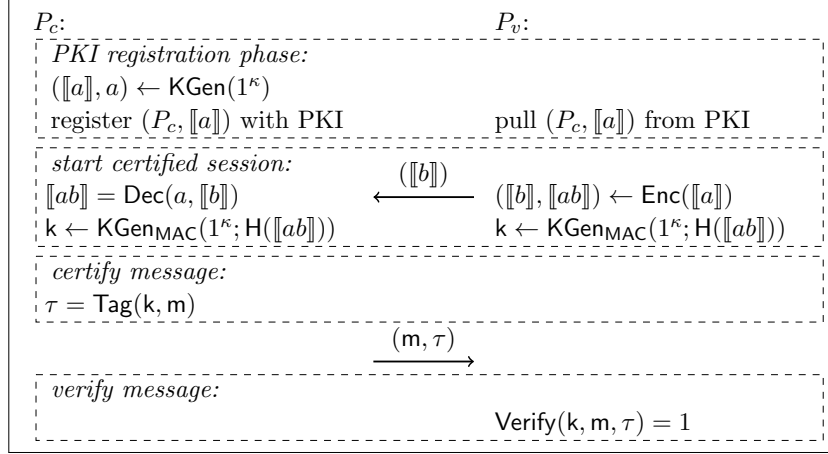 P_c: P_v:
PKI registration phase:
(⟦a⟧, a) ← KGen(1^κ)
register (P_c, ⟦a⟧) with PKI pull (P_c, ⟦a⟧) from PKI
start certified session:
(⟦b⟧)
⟦ab⟧ = Dec(a, ⟦b⟧) ([⟦b⟧, ⟦ab⟧) ← Enc(⟦a⟧)
k ← KGen_MAC(1^κ; H(⟦ab⟧)) k ← KGen_MAC(1^κ; H(⟦ab⟧))
certify message:
τ = Tag(k, m)
(m, τ)
verify message:
Verify(k, m, τ) = 1